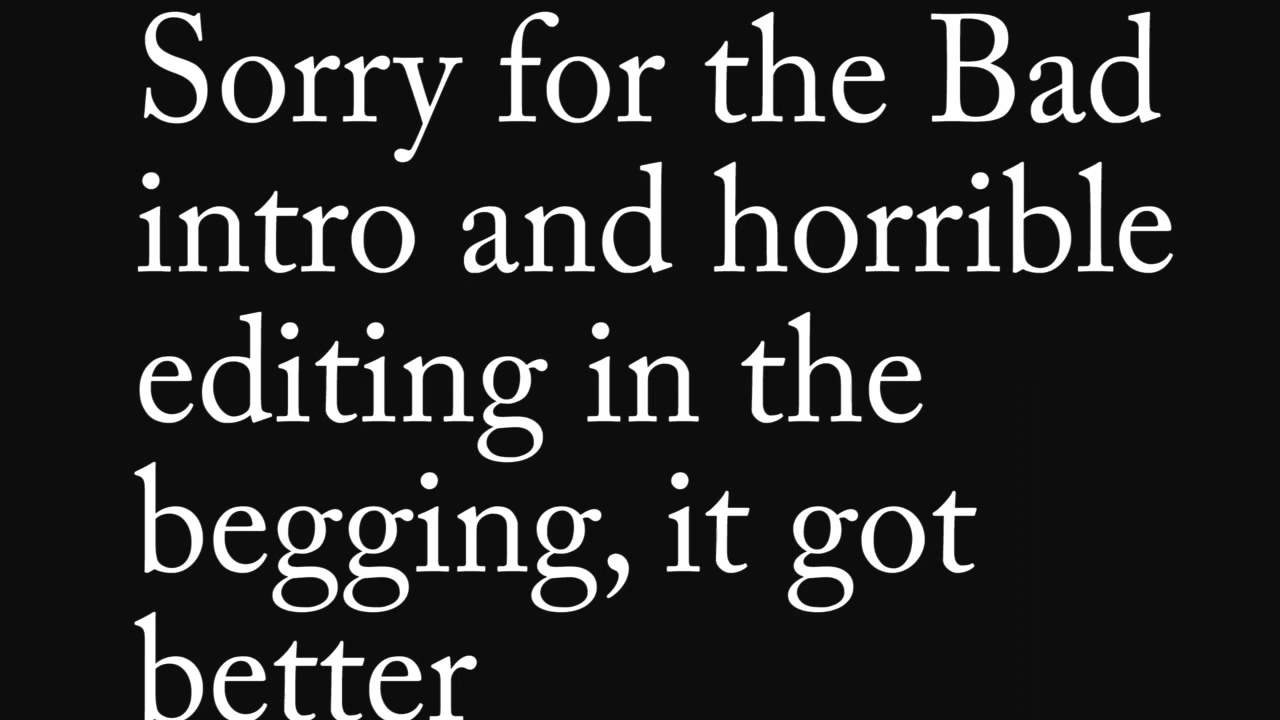 Sorry for the Bad
intro and horrible
editing in the
begging, it got
better